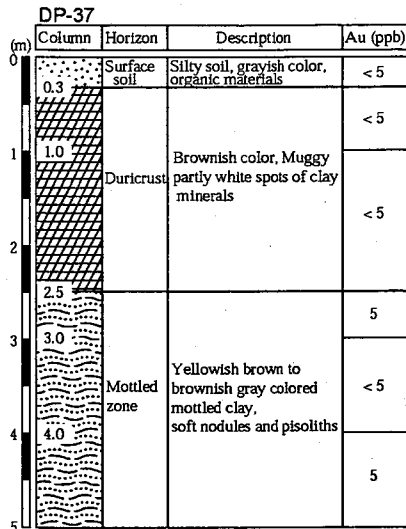 DP-37
(m) Column Horizon Description Au (ppb)
0
Surface soil
Silty soil, grayish color,
organic materials
< 5
0.3
< 5
1
1.0
Duricrust
Brownish color, Muggy
partly white spots of clay
minerals
< 5
2
2.5
5
3
3.0
Mottled
zone
Yellowish brown to
brownish gray colored
mottled clay,
soft nodules and pisoliths
< 5
4
4.0
5
5